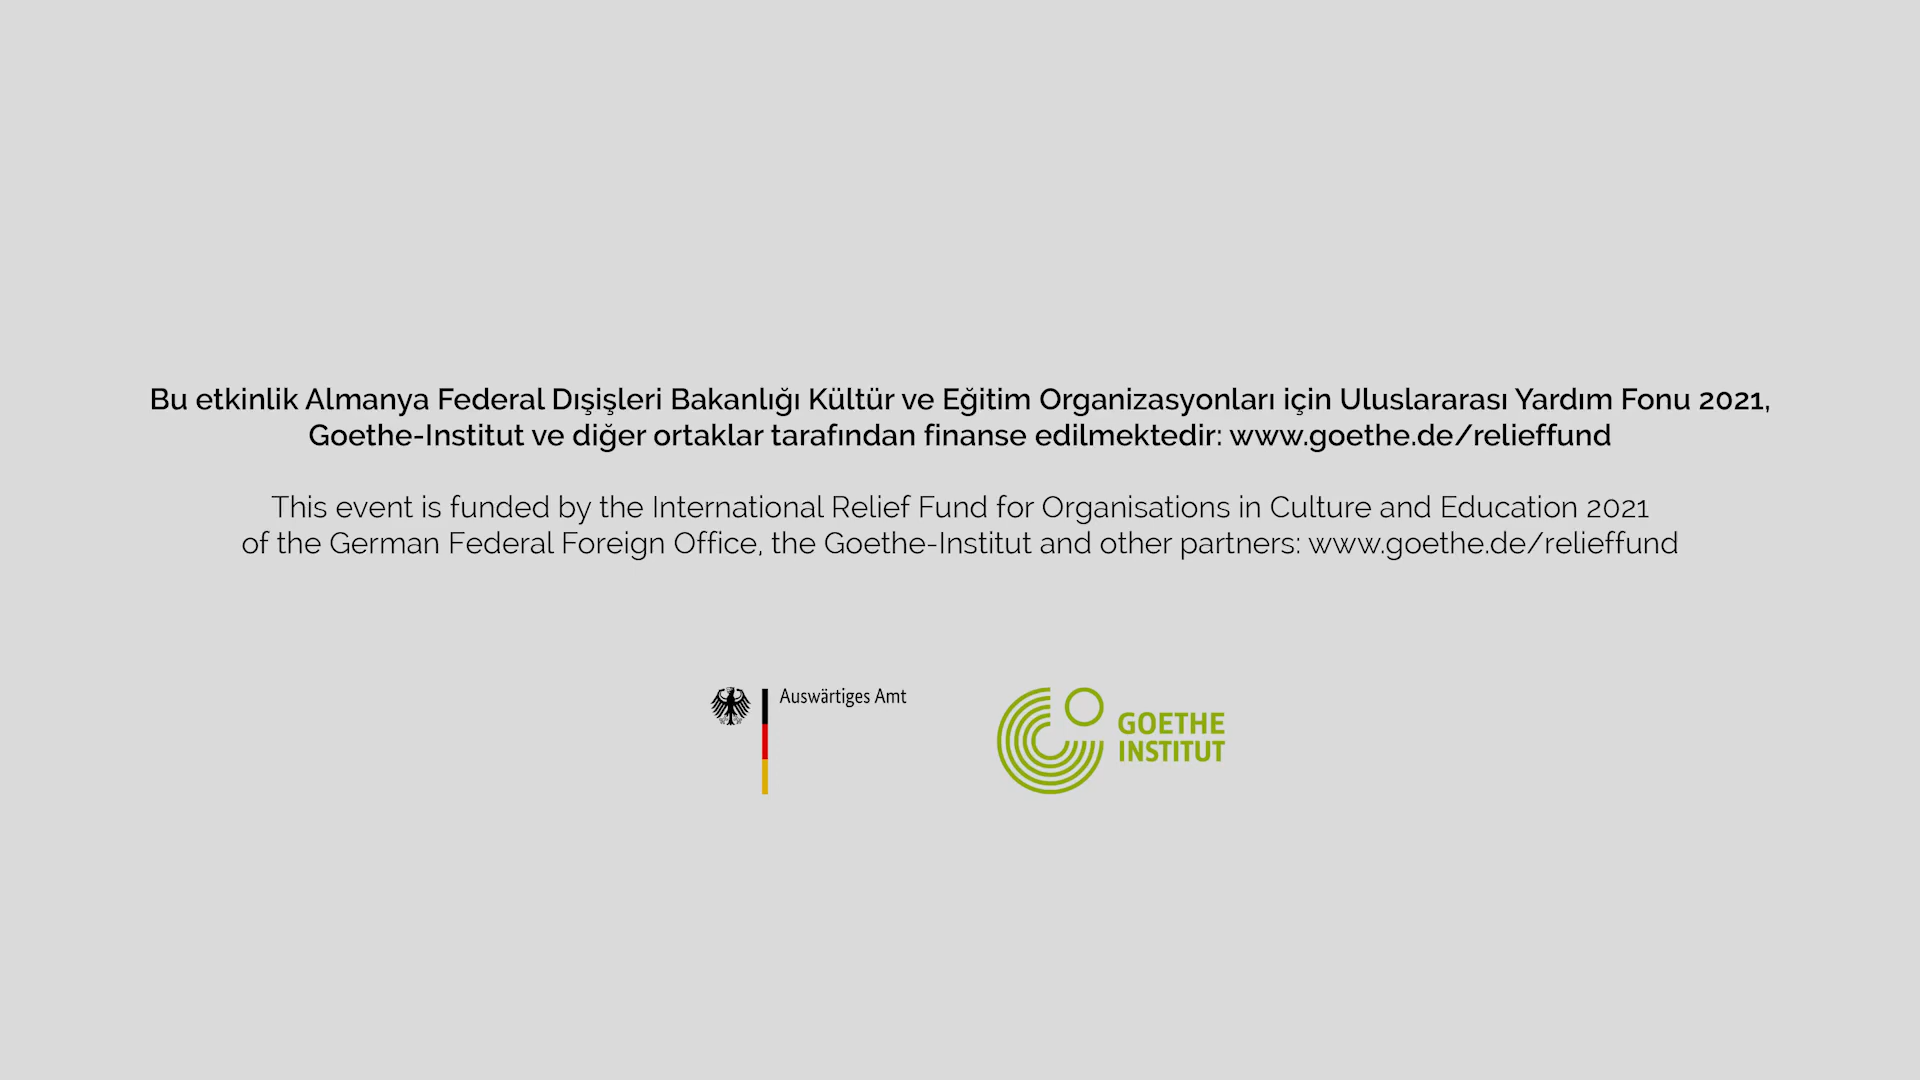 Bu etkinlik Almanya Federal Dışişleri Bakanlığı Kültür ve Eğitim Organizasyonları için Uluslararası Yardım Fonu 2021,
Goethe-Institut ve diğer ortaklar tarafından finanse edilmektedir: www.goethe.de/relieffund
This event is funded by the International Relief Fund for Organisations in Culture and Education 2021
of the German Federal Foreign Office, the Goethe-Institut and other partners: www.goethe.de/relieffund
Auswärtiges Amt
GOETHE
INSTITUT